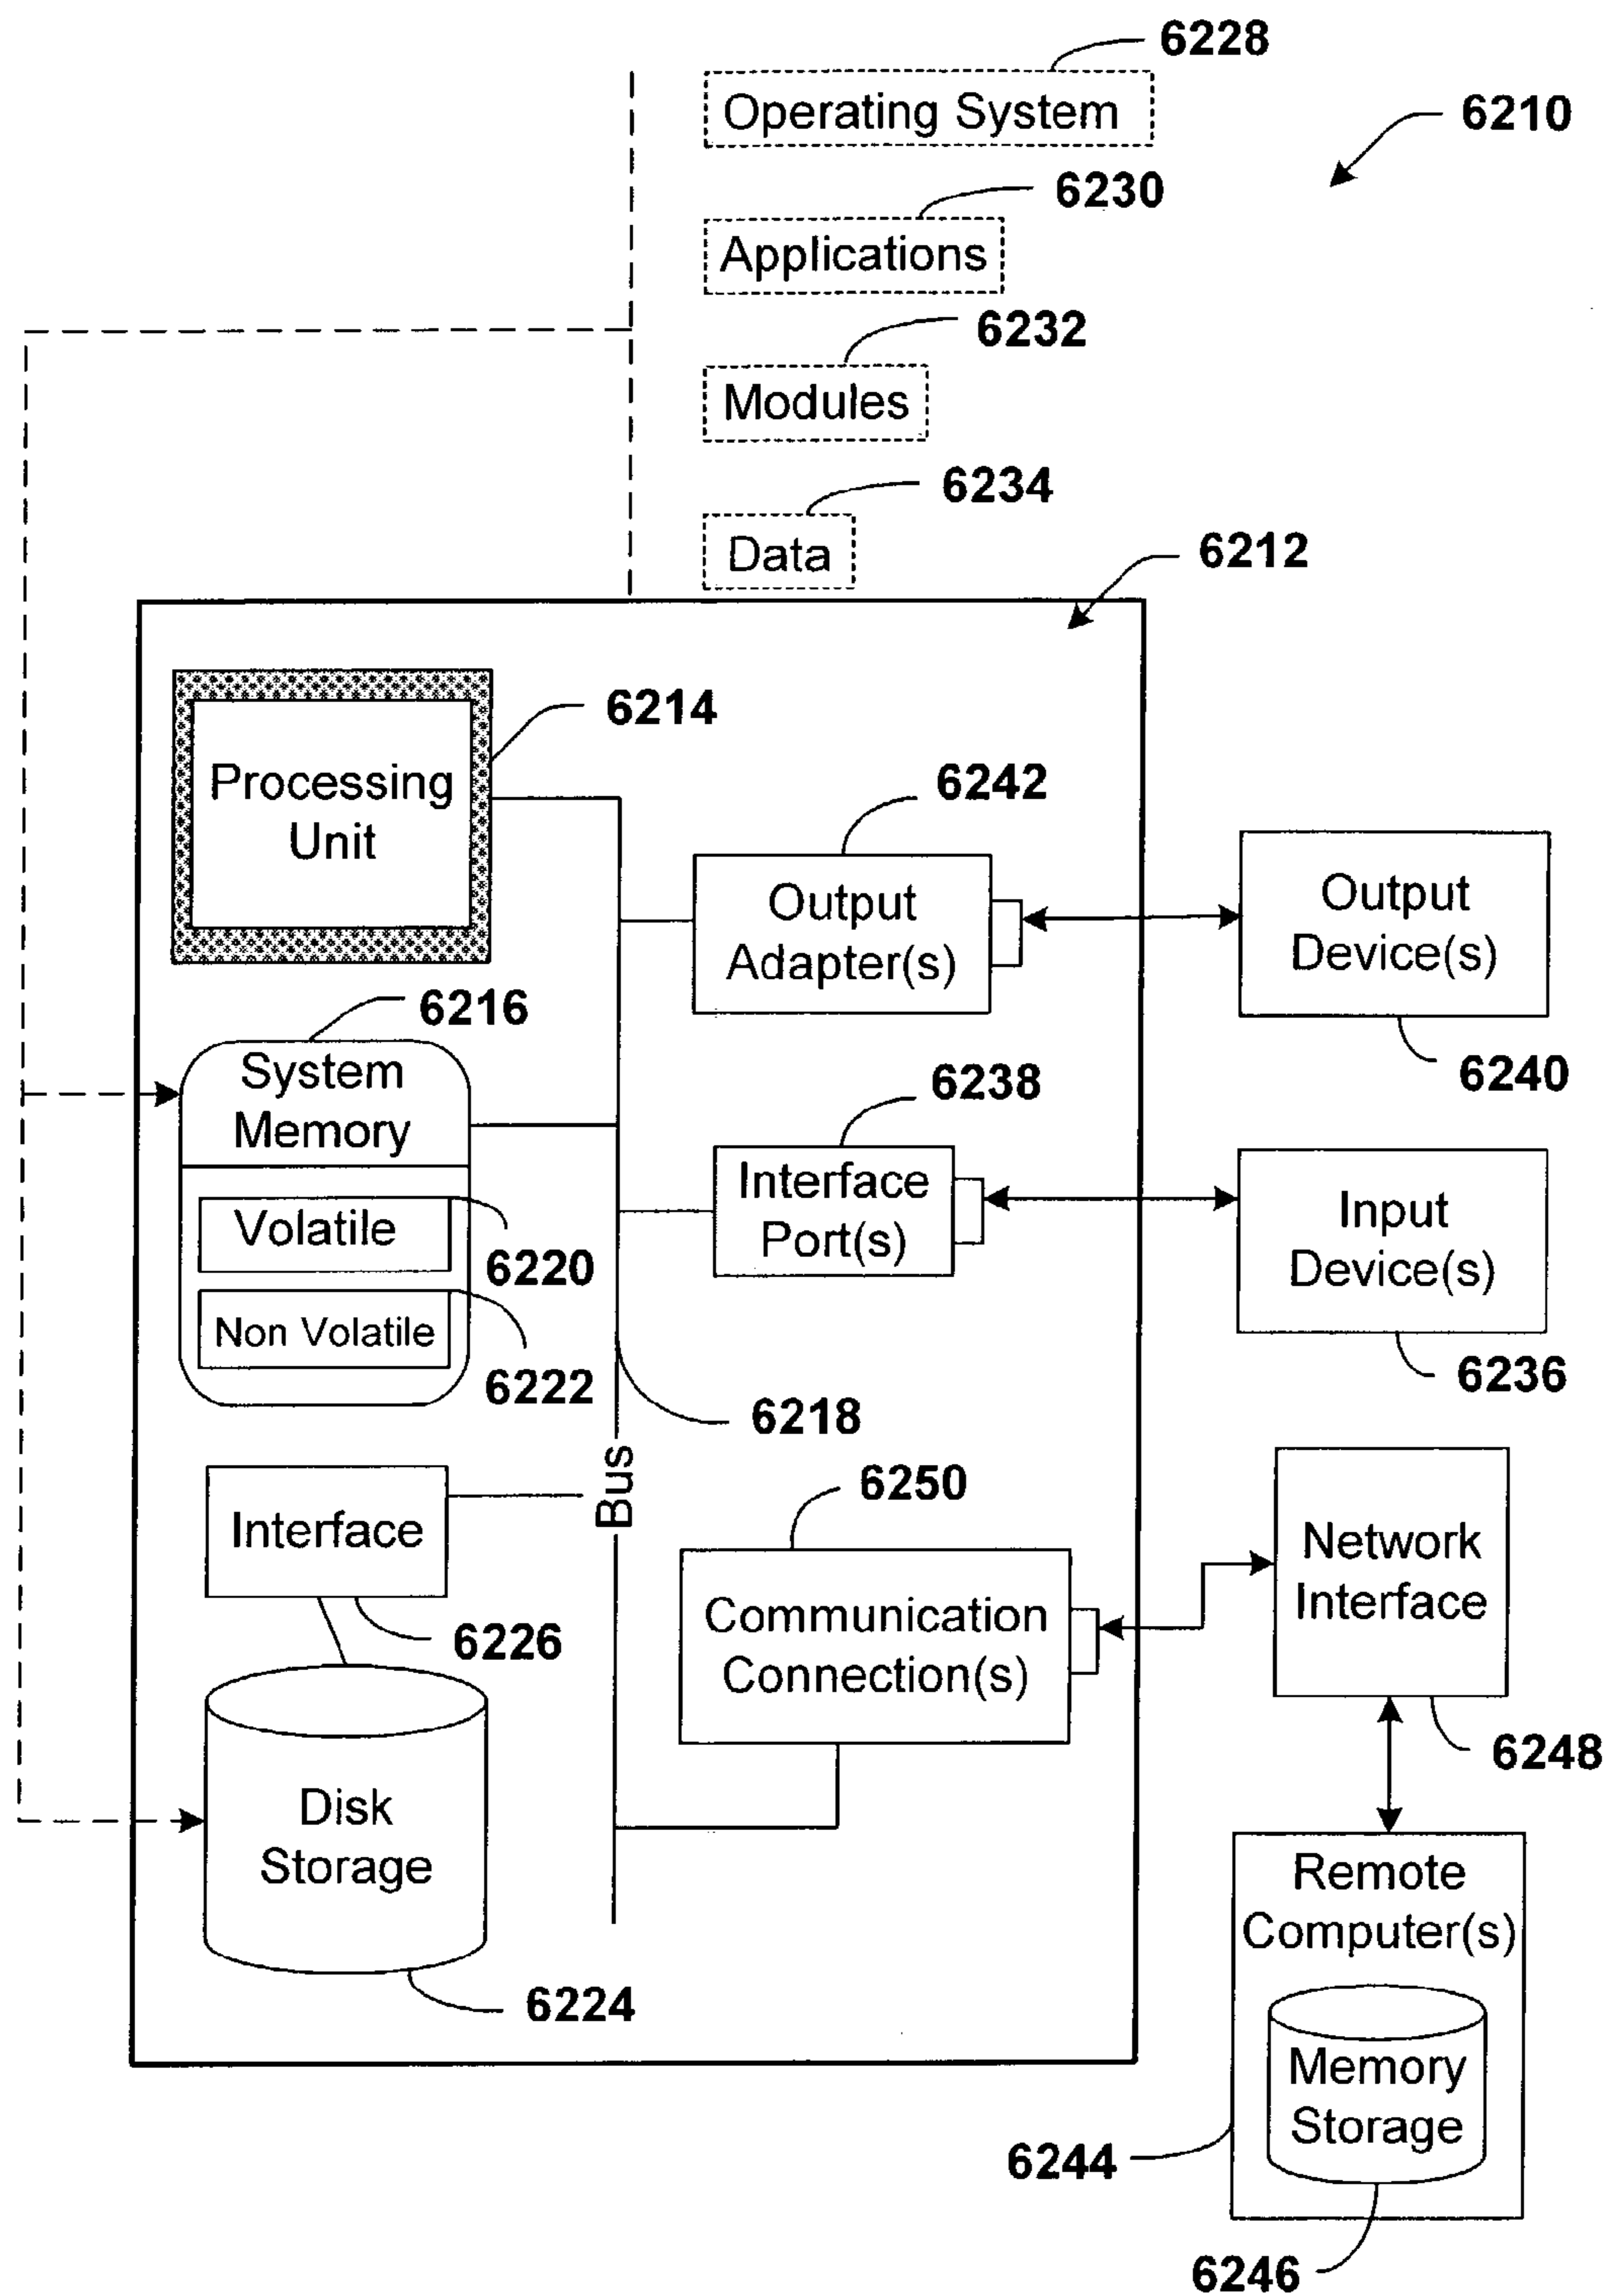 6228
Operating System
6210
6230
Applications
6232
Modules
6234
Data
6212
6214
Processing
Unit
6242
Output
Adapter(s)
Output
Device(s)
6240
6216
System
Memory
6238
Interface
Port(s)
Input
Device(s)
6236
Volatile
6220
Non Volatile
6222
6218
Bus
6250
Interface
6226
Communication
Connection(s)
Network
Interface
6248
Disk
Storage
6224
Remote
Computer(s)
Memory
Storage
6244
6246